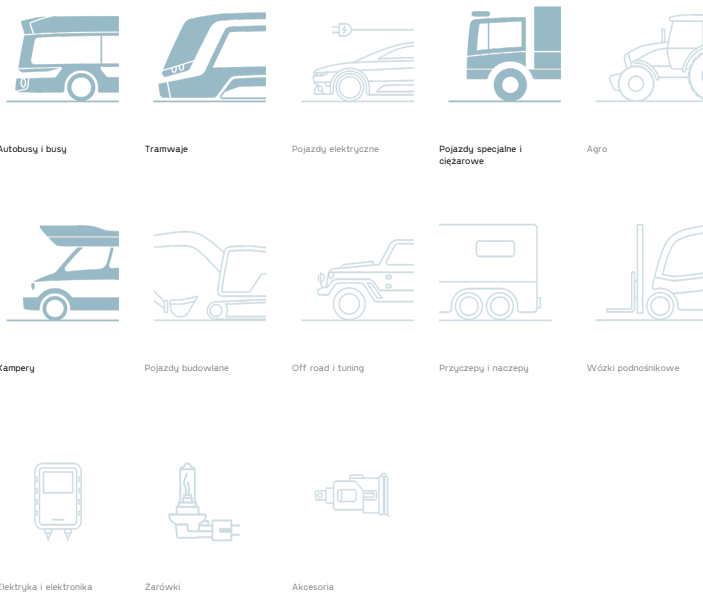 Autobusy i busy
Tramwaje
Pojazdy elektryczne
Pojazdy specjalne i
ciężarowe
Agro
Kampery
Pojazdy budowlane
Off road i tuning
Przyczepy i naczepy
Wózki podnośnikowe
Elektryka i elektronika
Żarówki
Akcesoria